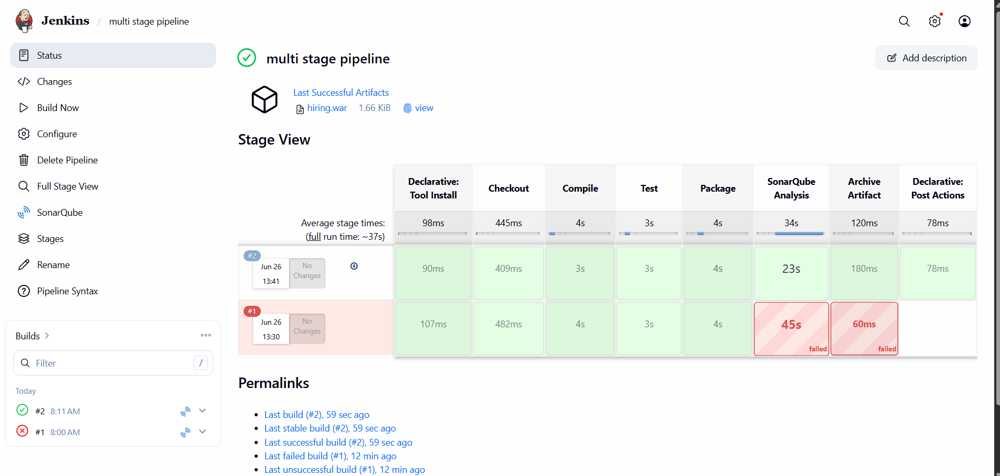 Jenkins / multi stage pipeline
Status
Changes
Build Now
Configure
Delete Pipeline
Full Stage View
SonarQube
Stages
Rename
Pipeline Syntax
Builds
Filter /
Today
#2 8:11 AM
#1 8:00 AM
multi stage pipeline
Add description
Last Successful Artifacts
hiring.war 1.66 KiB view
Stage View
Declarative: Tool Install Checkout Compile Test Package SonarQube Analysis Archive Artifact Declarative: Post Actions
Average stage times: 98ms 445ms 4s 3s 4s 34s 120ms 78ms
(full run time: ~37s)
#2
Jun 26 No Changes
13:41
90ms 409ms 3s 3s 4s 23s 180ms 78ms
#1
Jun 26 No Changes
13:30
107ms 482ms 4s 3s 4s 45s 60ms
failed failed
Permalinks
Last build (#2), 59 sec ago
Last stable build (#2), 59 sec ago
Last successful build (#2), 59 sec ago
Last failed build (#1), 12 min ago
Last unsuccessful build (#1), 12 min ago